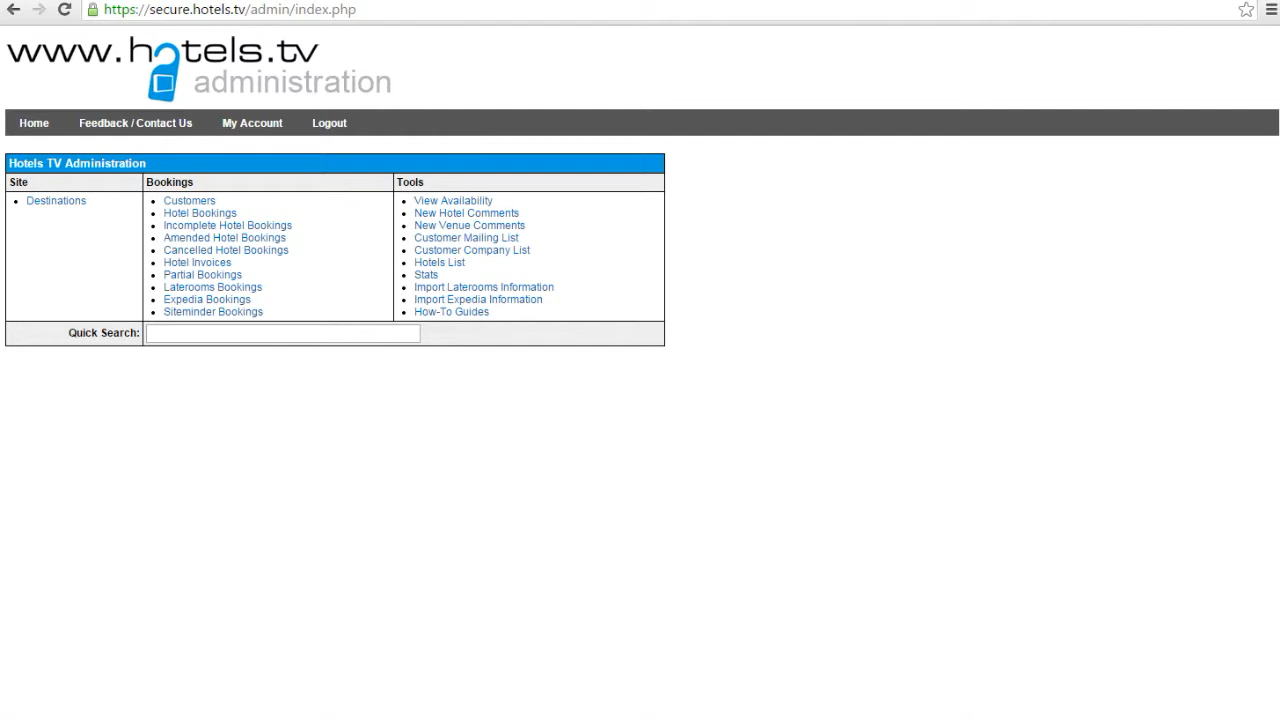 https://secure.hotels.tv/admin/index.php
www.hotels.tv
administration
Home Feedback / Contact Us My Account Logout
Hotels TV Administration
Site Bookings Tools
Destinations
Customers
Hotel Bookings
Incomplete Hotel Bookings
Amended Hotel Bookings
Cancelled Hotel Bookings
Hotel Invoices
Partial Bookings
Laterooms Bookings
Expedia Bookings
Siteminder Bookings
View Availability
New Hotel Comments
New Venue Comments
Customer Mailing List
Customer Company List
Hotels List
Stats
Import Laterooms Information
Import Expedia Information
How-To Guides
Quick Search: